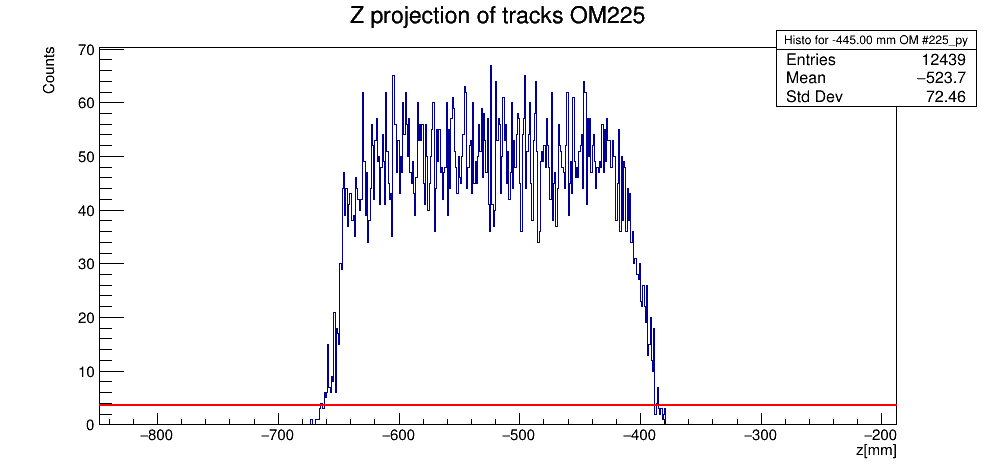 Z projection of tracks OM225
Histo for -445.00 mm OM #225_py
Entries 12439
Mean −523.7
Std Dev 72.46
Counts
70
60
50
40
30
20
10
0
−800 −700 −600 −500 −400 −300 −200
z[mm]